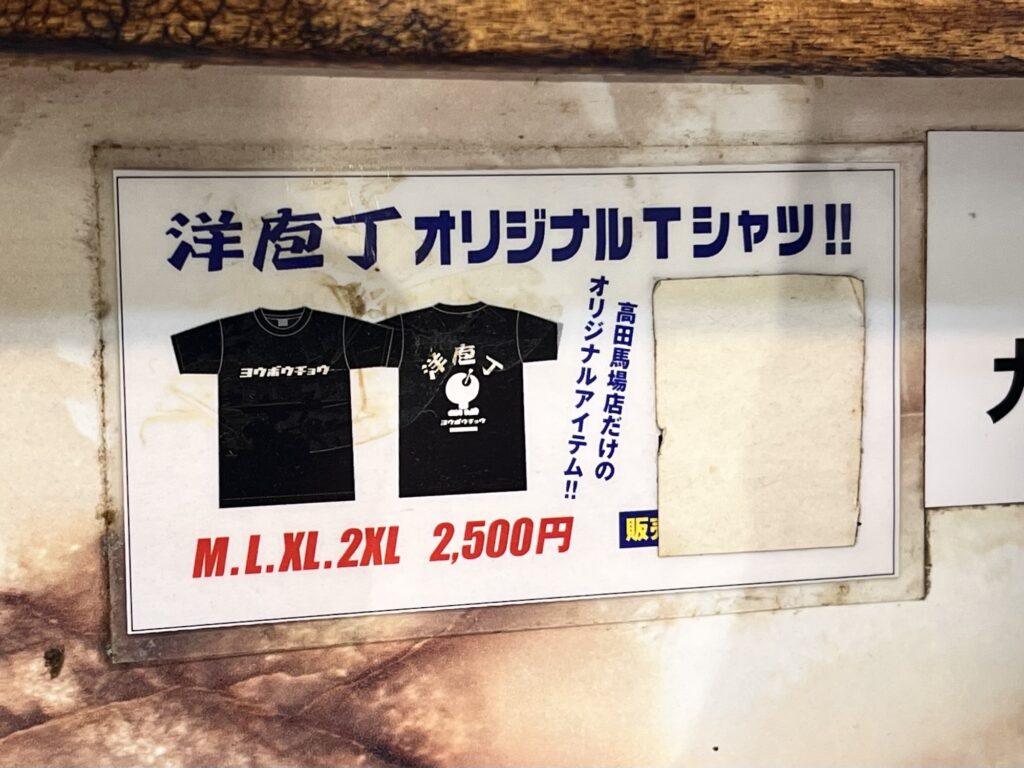 洋庖丁オリジナルTシャツ!!
ヨウボウチョウ
洋庖丁
ヨウボウチョウ
高田馬場店だけの
オリジナルアイテム!!
M.L.XL.2XL 2,500円
販売